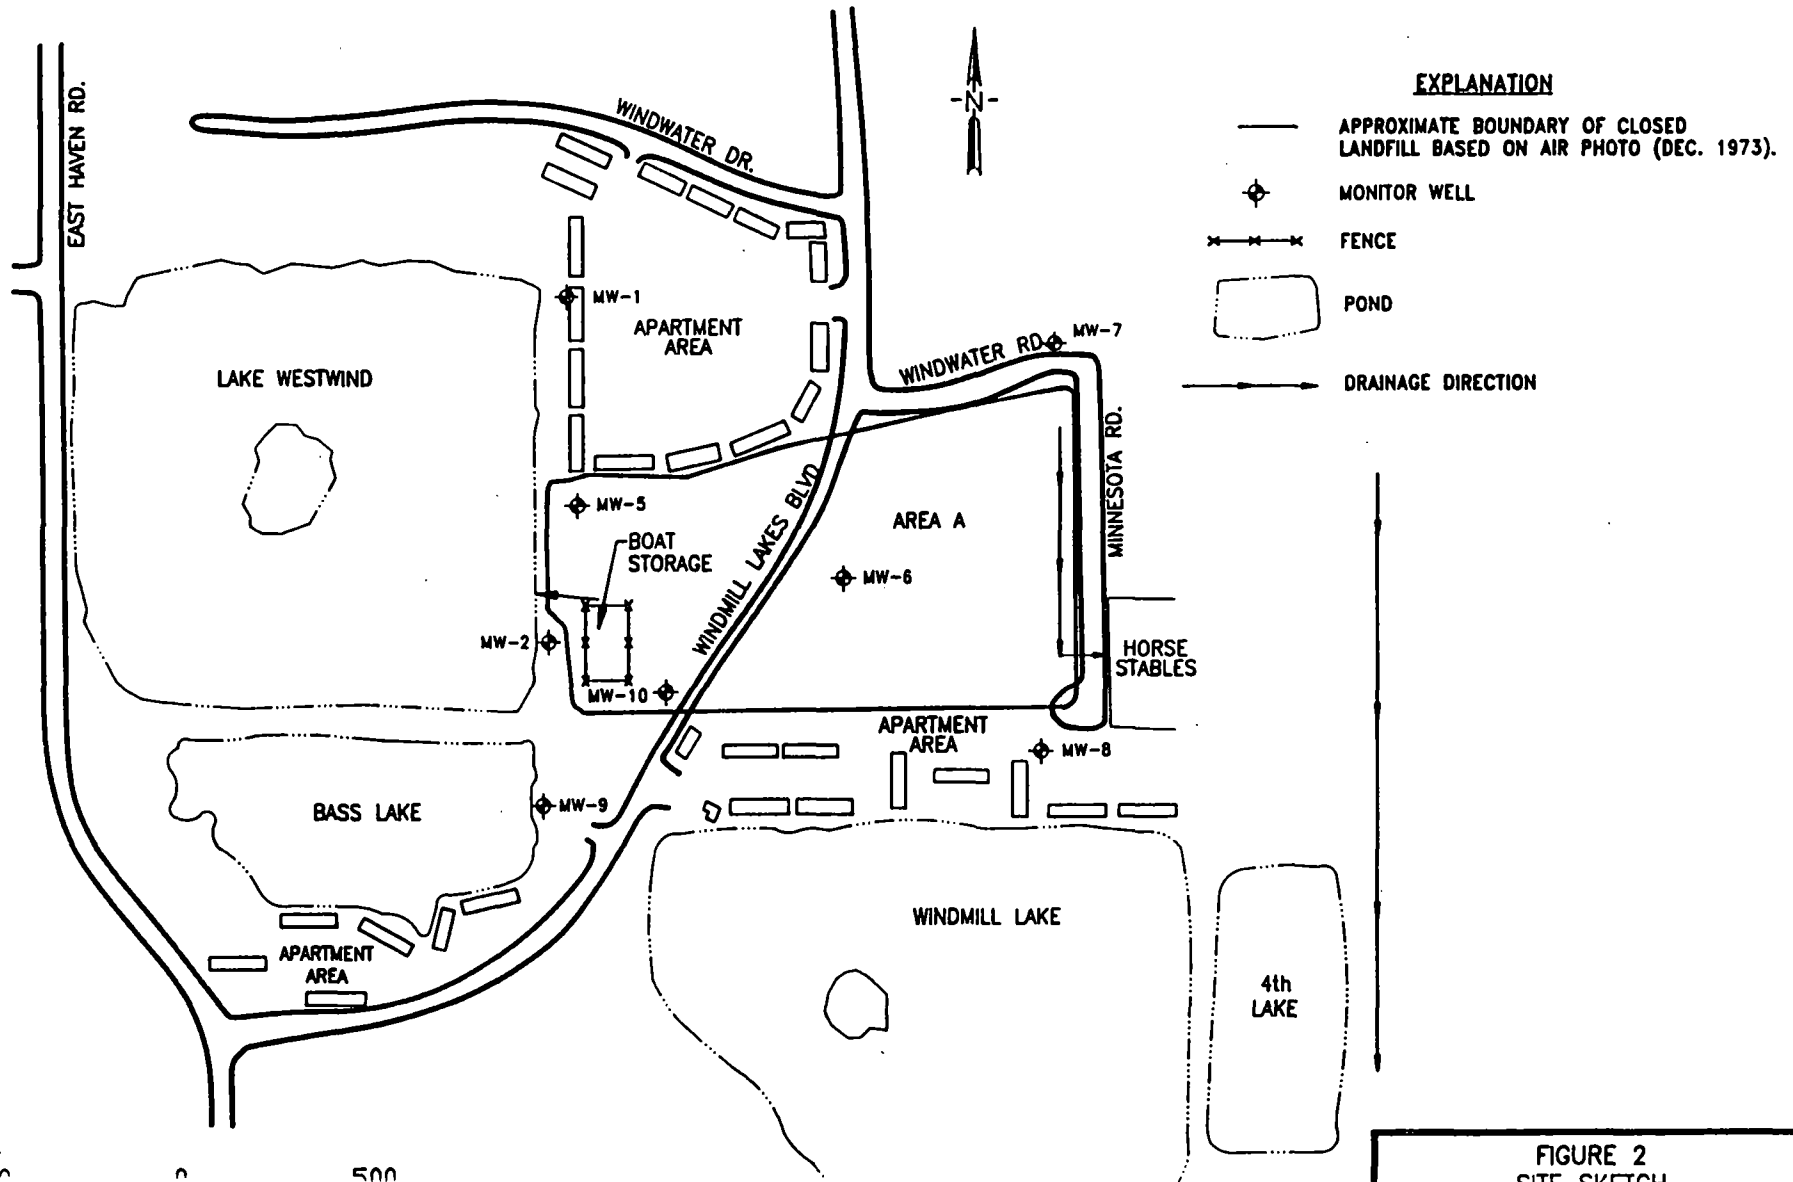 EAST HAVEN RD.
WINDWATER DR.
-N-
EXPLANATION
APPROXIMATE BOUNDARY OF CLOSED
LANDFILL BASED ON AIR PHOTO (DEC. 1973).
MONITOR WELL
FENCE
POND
DRAINAGE DIRECTION
MW-1
APARTMENT
AREA
LAKE WESTWIND
WINDWATER RD.
MW-7
MINNESOTA RD.
MW-5
BOAT
STORAGE
WINDMILL LAKES BLVD.
AREA A
MW-6
MW-2
MW-10
HORSE
STABLES
APARTMENT
AREA
MW-8
BASS LAKE
MW-9
WINDMILL LAKE
APARTMENT
AREA
4th
LAKE
0 500
FIGURE 2
SITE SKETCH